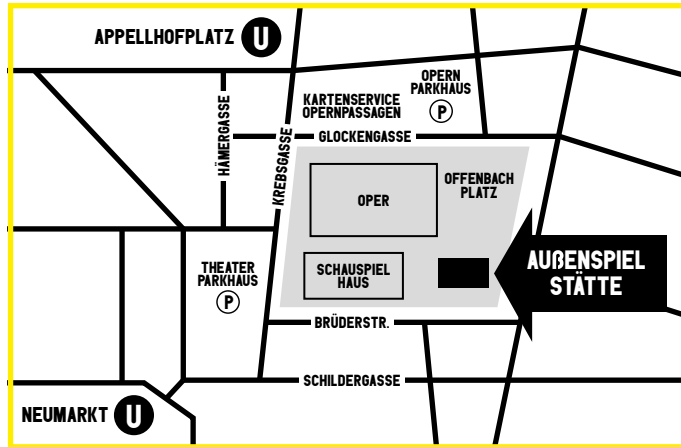 APPELLHOFPLATZ U
OPERN
PARKHAUS
P
KARTENSERVICE
OPERNPASSAGEN
GLOCKENGASSE
HÄMERGASSE
KREBSGASSE
OFFENBACH
PLATZ
OPER
THEATER
PARKHAUS
P
SCHAUSPIEL
HAUS
AUßENSPIEL
STÄTTE
BRÜDERSTR.
SCHILDERGASSE
NEUMARKT U